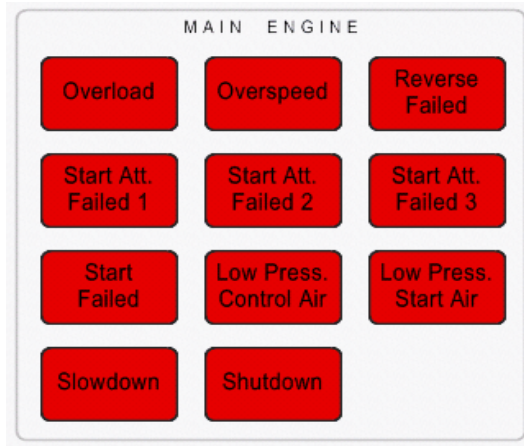 MAIN ENGINE
Overload
Overspeed
Reverse
Failed
Start Att.
Failed 1
Start Att.
Failed 2
Start Att.
Failed 3
Start
Failed
Low Press.
Control Air
Low Press.
Start Air
Slowdown
Shutdown